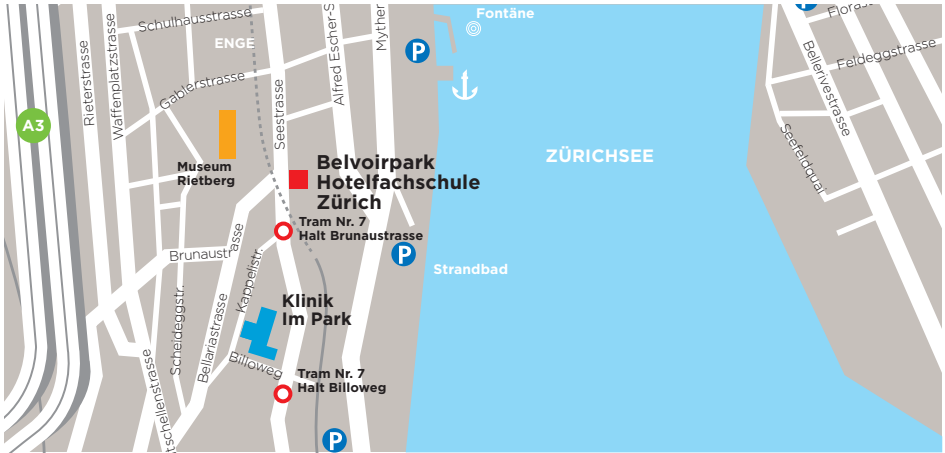 Fontäne
P
Florast
Schulhausstrasse
ENGE
Alfred Escher-S
Mythen
P
Feldeggstrasse
Bellerivestrasse
Rieterstrasse
Waffenplatzstrasse
Gablerstrasse
Seestrasse
A3
Seefeldquai
ZÜRICHSEE
Museum
Rietberg
Belvoirpark
Hotelfachschule
Zürich
Tram Nr. 7
Halt Brunaustrasse
Brunaustrasse
P
Kappelistr.
Strandbad
Scheideggstr.
Bellariastrasse
Klinik
Im Park
Billoweg
Tram Nr. 7
Halt Billoweg
tschellenstrasse
P